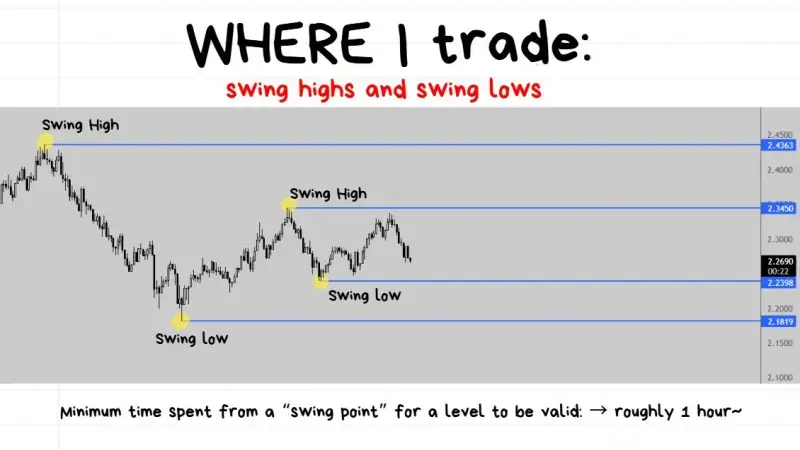 WHERE I trade:
swing highs and swing lows
Swing High
2.4500
2.4363
2.4000
Swing High
2.3450
2.3000
2.2690
00:22
2.2398
Swing low
2.2000
2.1819
Swing low
2.1500
2.1000
Minimum time spent from a "swing point" for a level to be valid: → roughly 1 hour~